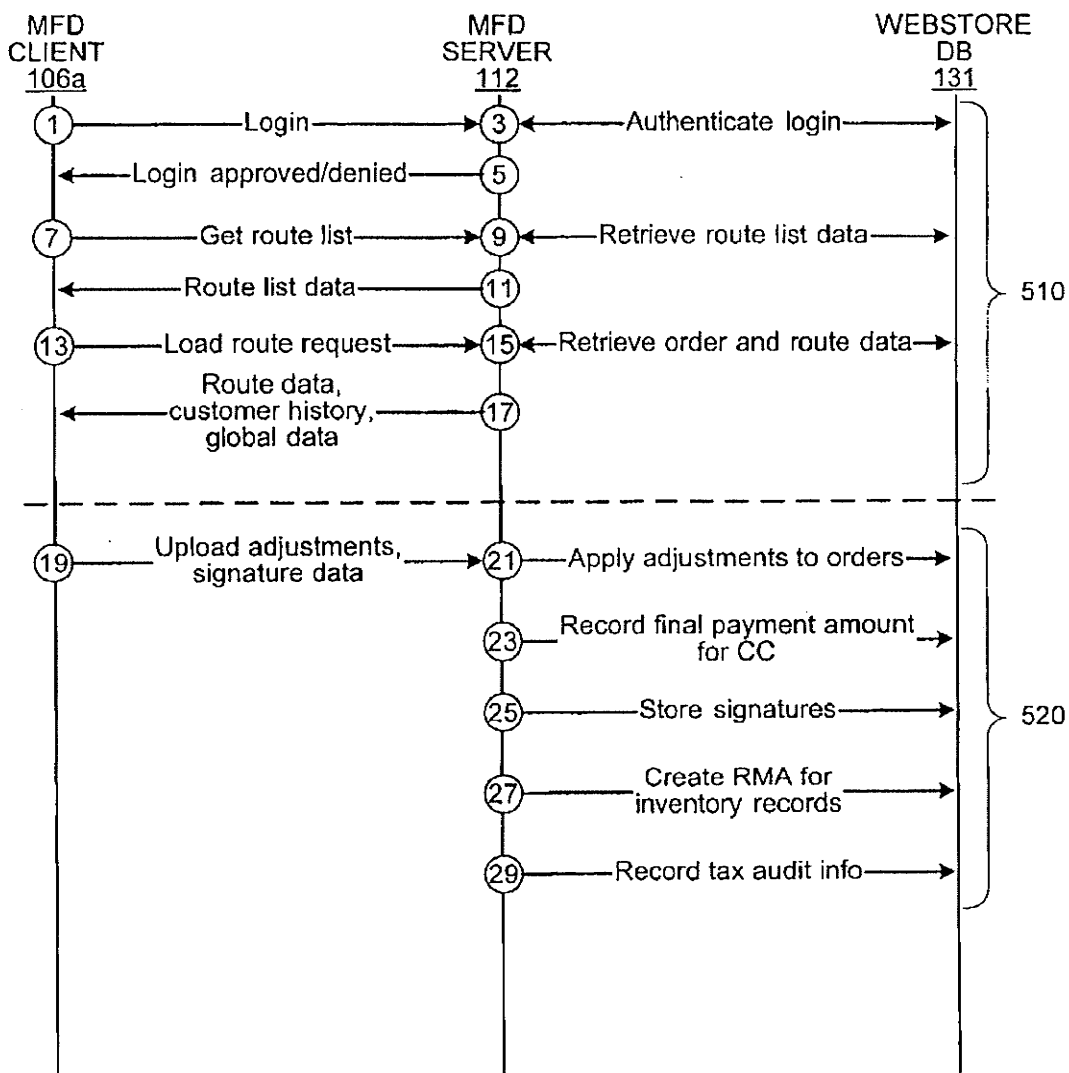 MFD
CLIENT
106a
MFD
SERVER
112
WEBSTORE
DB
131
1
Login
3
Authenticate login
Login approved/denied
5
7
Get route list
9
Retrieve route list data
Route list data
11
510
13
Load route request
15
Retrieve order and route data
Route data,
customer history,
global data
17
19
Upload adjustments,
signature data
21
Apply adjustments to orders
23
Record final payment amount
for CC
25
Store signatures
520
27
Create RMA for
inventory records
29
Record tax audit info